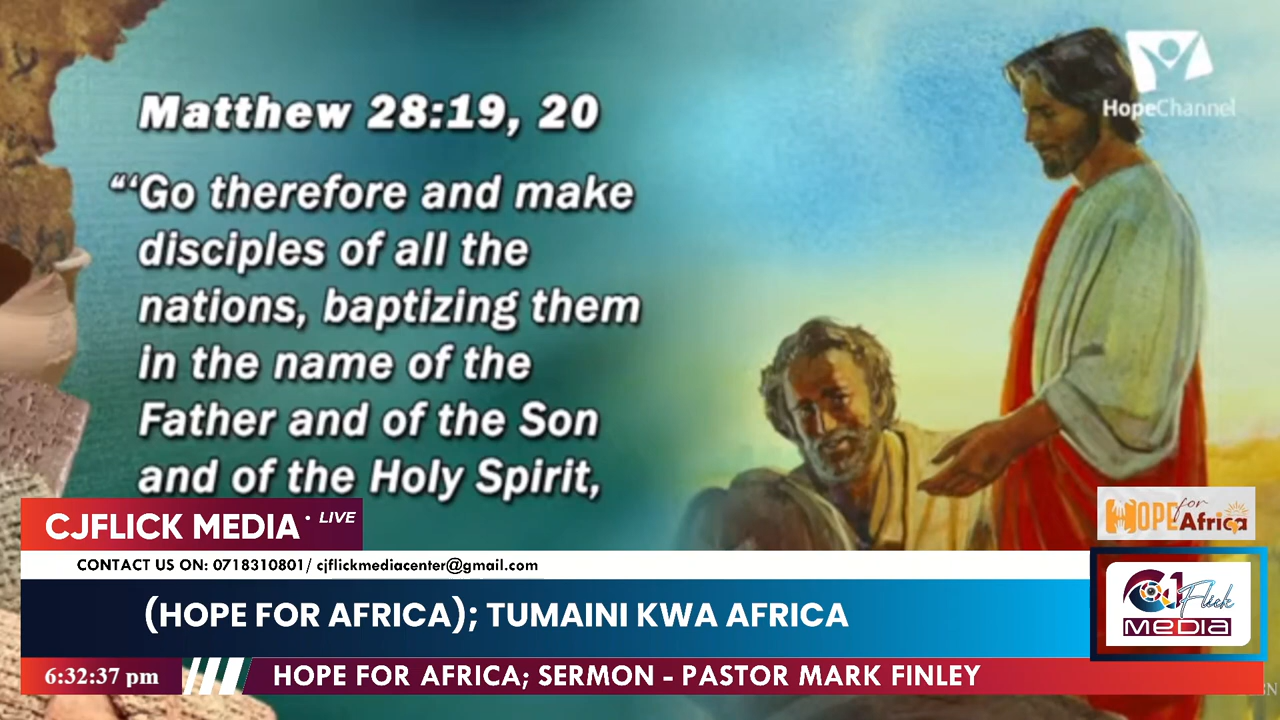 Matthew 28:19, 20
HopeChannel
“‘Go therefore and make
disciples of all the
nations, baptizing them
in the name of the
Father and of the Son
and of the Holy Spirit,
CJFLICK MEDIA • LIVE
HOPE for Africa
CONTACT US ON: 0718310801/ cjflickmediacenter@gmail.com
(HOPE FOR AFRICA); TUMAINI KWA AFRICA
Flick
MEDIA
6:32:37 pm
HOPE FOR AFRICA; SERMON - PASTOR MARK FINLEY